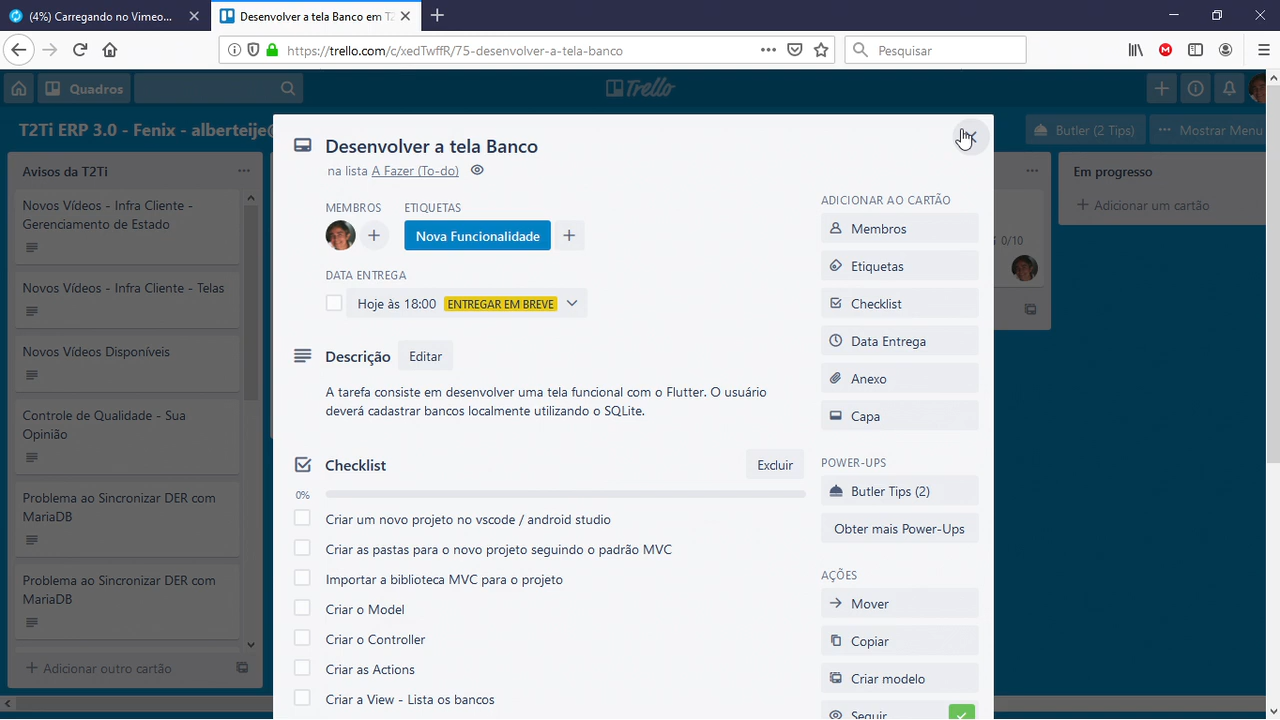 (4%) Carregando no Vimeo...
Desenvolver a tela Banco em T2
https://trello.com/c/xedTwffR/75-desenvolver-a-tela-banco
Pesquisar
Quadros
Trello
T2Ti ERP 3.0 - Fenix - alberteije@
Butler (2 Tips)
Mostrar Menu
Avisos da T2Ti
Novos Vídeos - Infra Cliente -
Gerenciamento de Estado
Novos Vídeos - Infra Cliente - Telas
Novos Vídeos Disponíveis
Controle de Qualidade - Sua
Opinião
Problema ao Sincronizar DER com
MariaDB
Problema ao Sincronizar DER com
MariaDB
Adicionar outro cartão
Desenvolver a tela Banco
na lista A Fazer (To-do)
MEMBROS
ETIQUETAS
Nova Funcionalidade
DATA ENTREGA
Hoje às 18:00 ENTREGAR EM BREVE
Descrição
Editar
A tarefa consiste em desenvolver uma tela funcional com o Flutter. O usuário
deverá cadastrar bancos localmente utilizando o SQLite.
Checklist
Excluir
0%
Criar um novo projeto no vscode / android studio
Criar as pastas para o novo projeto seguindo o padrão MVC
Importar a biblioteca MVC para o projeto
Criar o Model
Criar o Controller
Criar as Actions
Criar a View - Lista os bancos
ADICIONAR AO CARTÃO
Membros
Etiquetas
Checklist
Data Entrega
Anexo
Capa
POWER-UPS
Butler Tips (2)
Obter mais Power-Ups
AÇÕES
Mover
Copiar
Criar modelo
Seguir
0/10
Em progresso
Adicionar um cartão